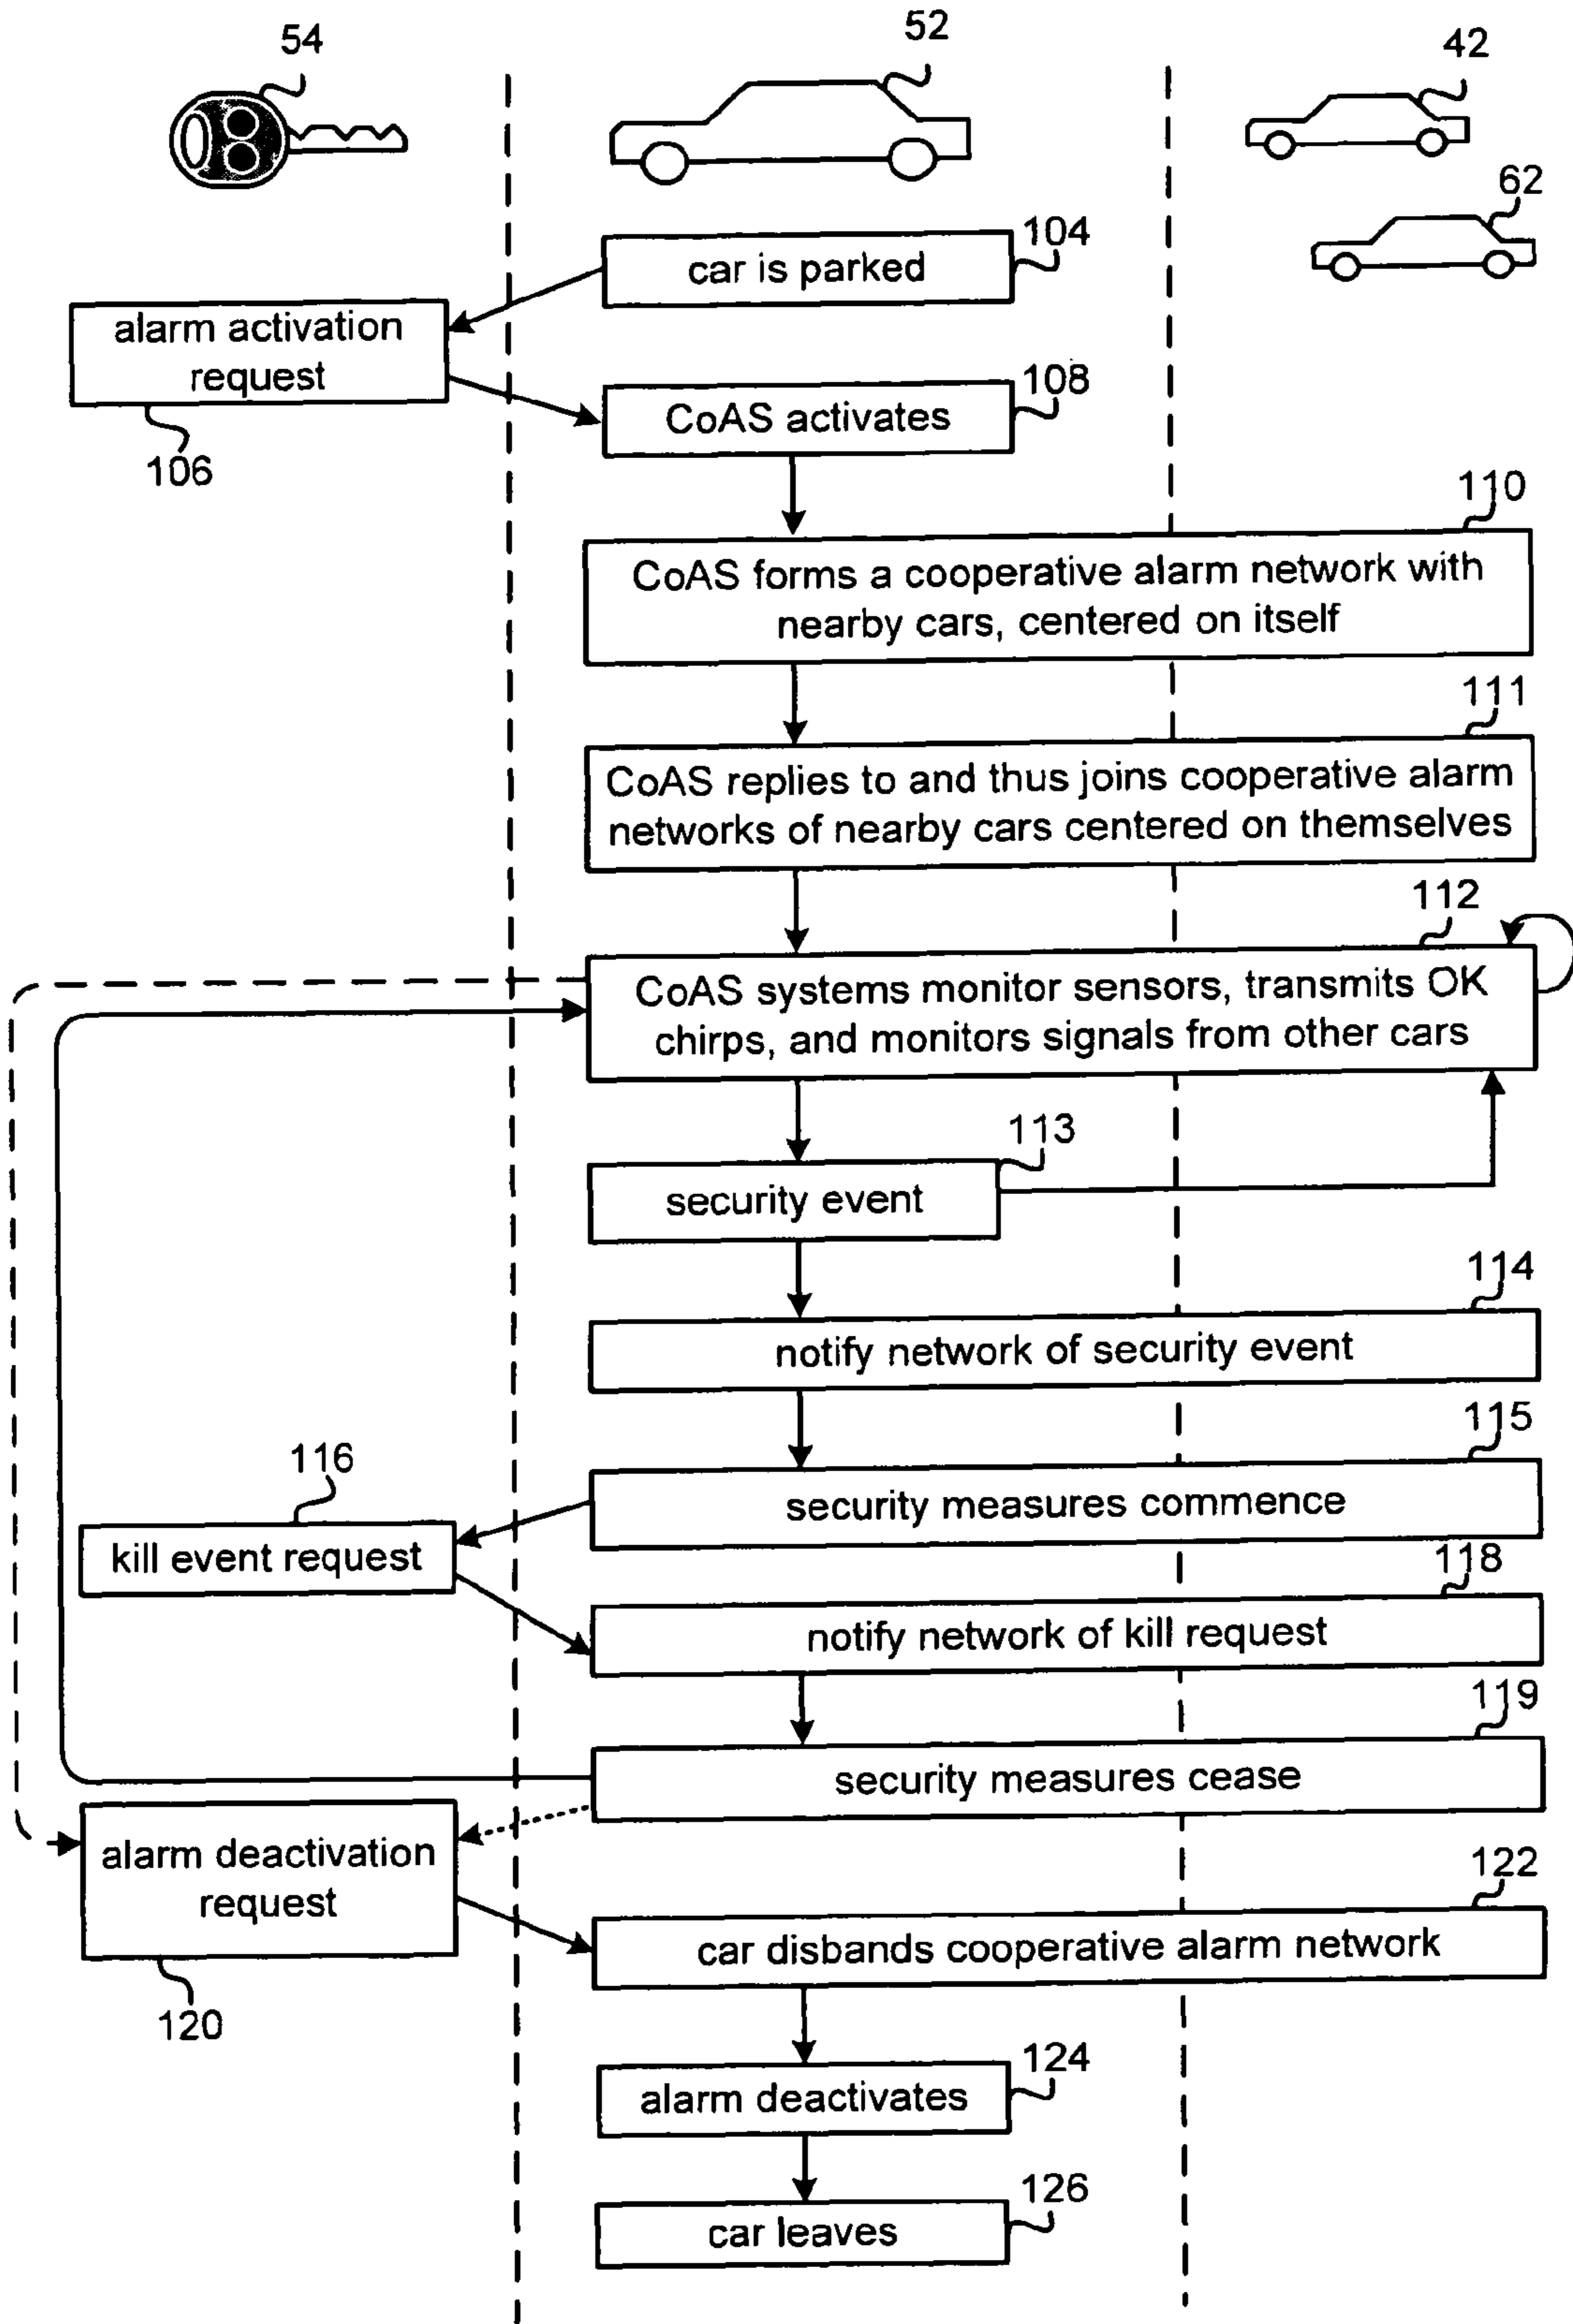 54
52
42
62
car is parked
104
alarm activation
request
106
CoAS activates
108
110
CoAS forms a cooperative alarm network with
nearby cars, centered on itself
111
CoAS replies to and thus joins cooperative alarm
networks of nearby cars centered on themselves
112
CoAS systems monitor sensors, transmits OK
chirps, and monitors signals from other cars
113
security event
114
notify network of security event
115
security measures commence
116
kill event request
118
notify network of kill request
119
security measures cease
alarm deactivation
request
120
122
car disbands cooperative alarm network
124
alarm deactivates
126
car leaves